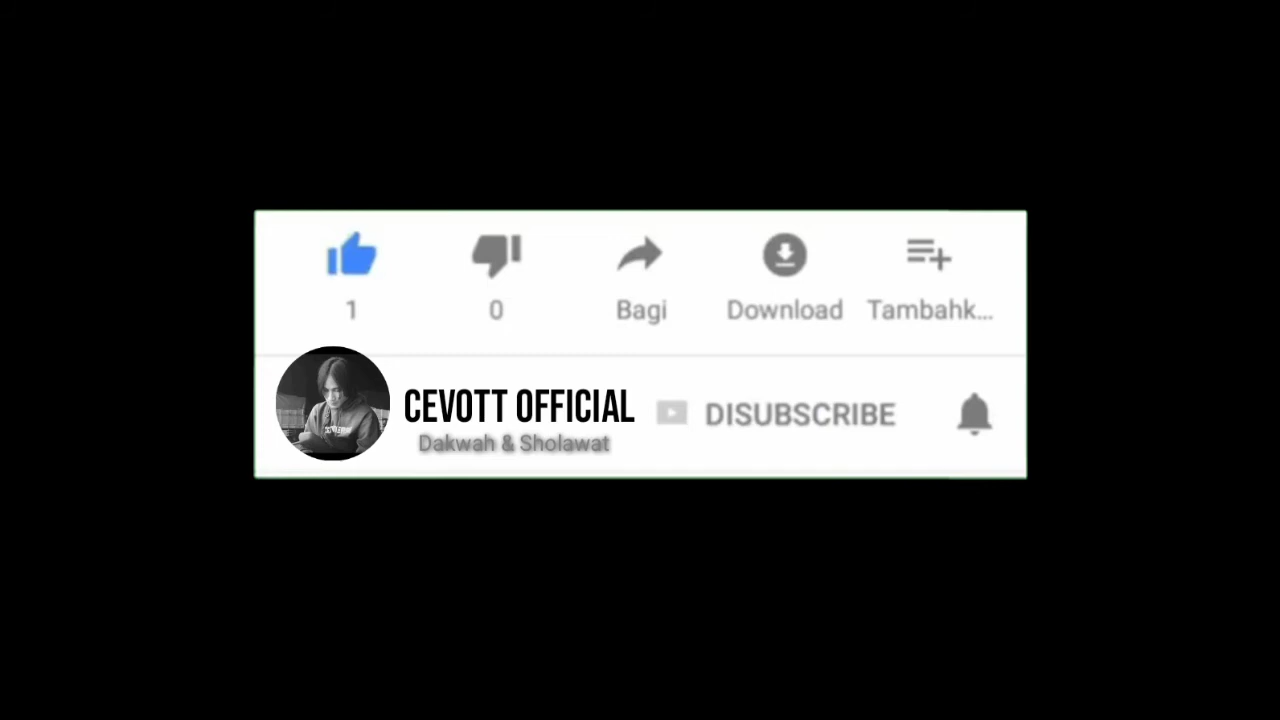 1 0 Bagi Download Tambahk...
CEVOTT OFFICIAL DISUBSCRIBE
Dakwah & Sholawat